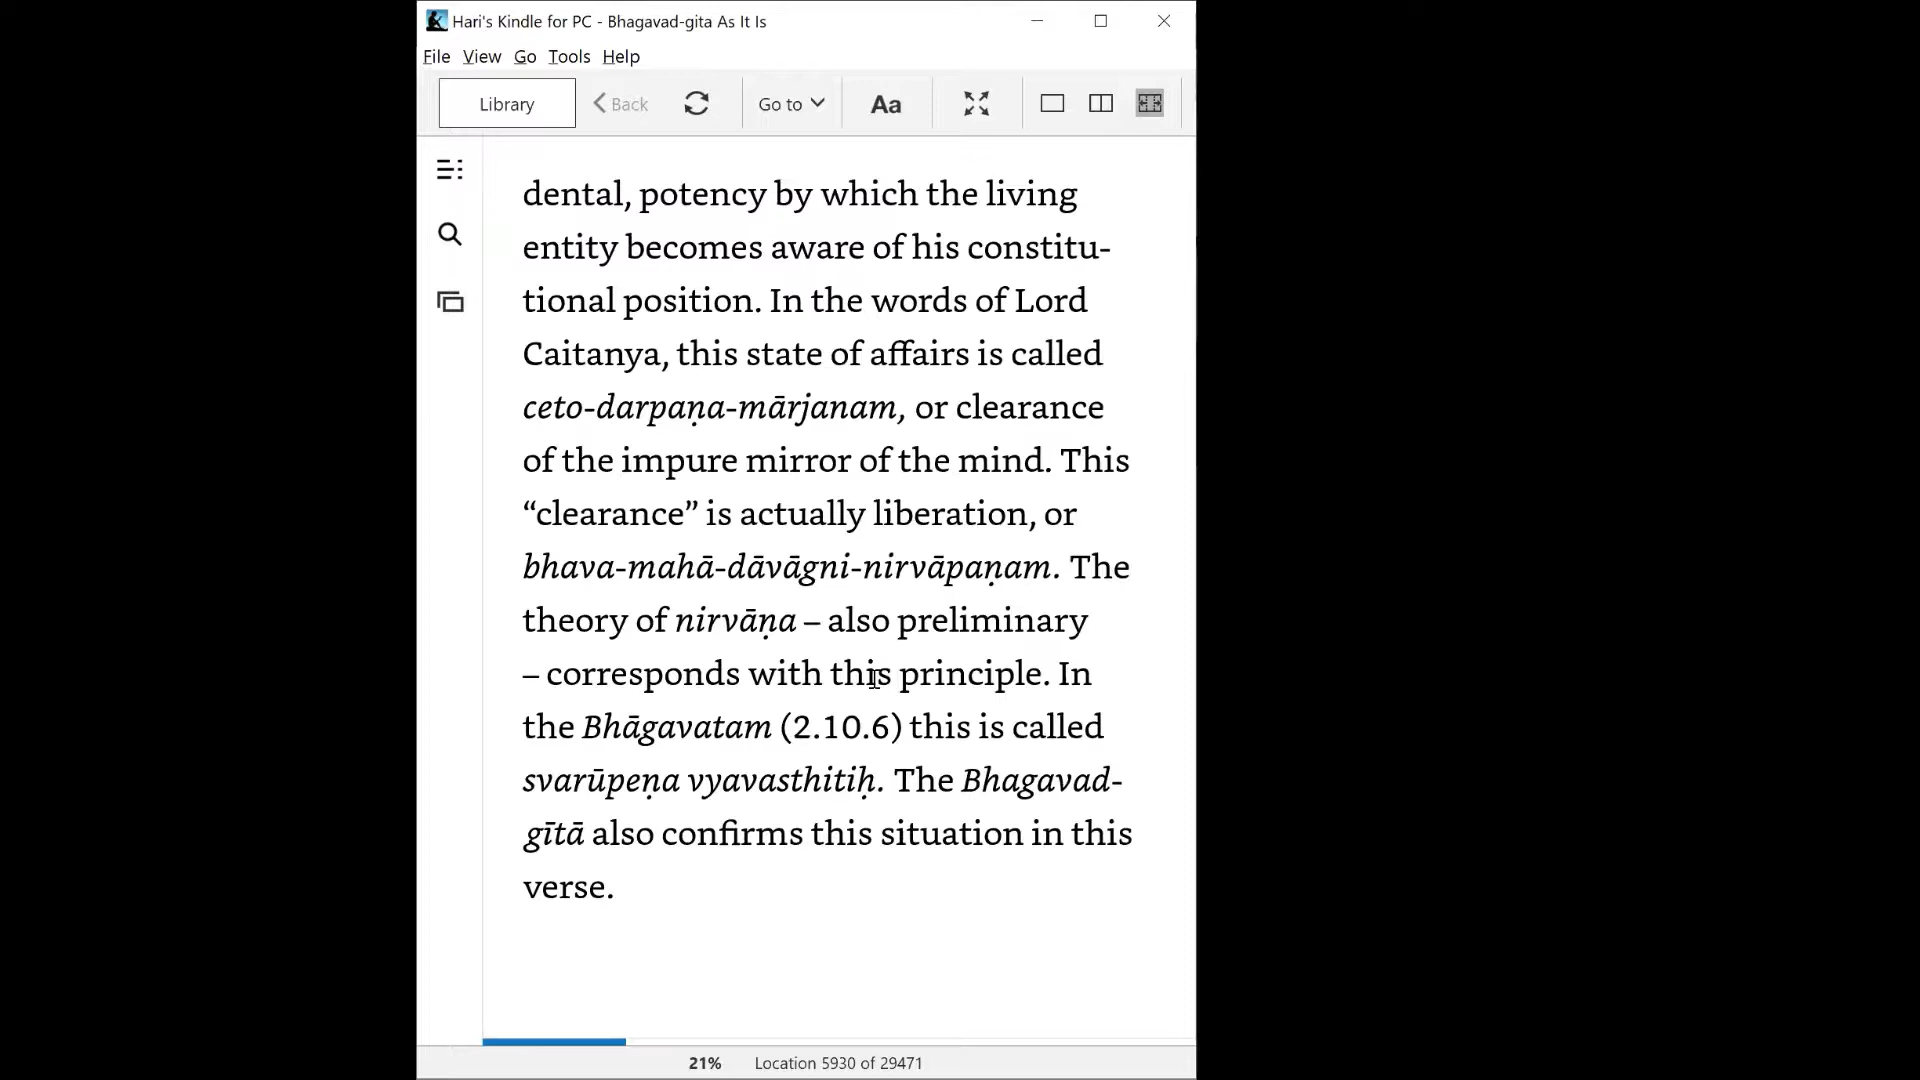 Hari's Kindle for PC - Bhagavad-gita As It Is
File View Go Tools Help
Library Back Go to Aa
dental, potency by which the living
entity becomes aware of his constitu-
tional position. In the words of Lord
Caitanya, this state of affairs is called
ceto-darpaṇa-mārjanam, or clearance
of the impure mirror of the mind. This
“clearance” is actually liberation, or
bhava-mahā-dāvāgni-nirvāpaṇam. The
theory of nirvāṇa – also preliminary
– corresponds with this principle. In
the Bhāgavatam (2.10.6) this is called
svarūpeṇa vyavasthitiḥ. The Bhagavad-
gītā also confirms this situation in this
verse.
21% Location 5930 of 29471